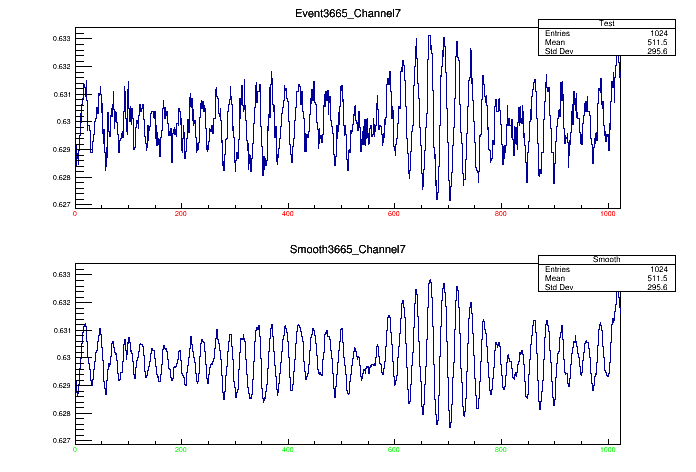 Event3665_Channel7
Test
Entries 1024
Mean 511.5
Std Dev 295.6
0.633
0.632
0.631
0.63
0.629
0.628
0.627
0 200 400 600 800 1000
Smooth3665_Channel7
Smooth
Entries 1024
Mean 511.5
Std Dev 295.6
0.633
0.632
0.631
0.63
0.629
0.628
0.627
0 200 400 600 800 1000